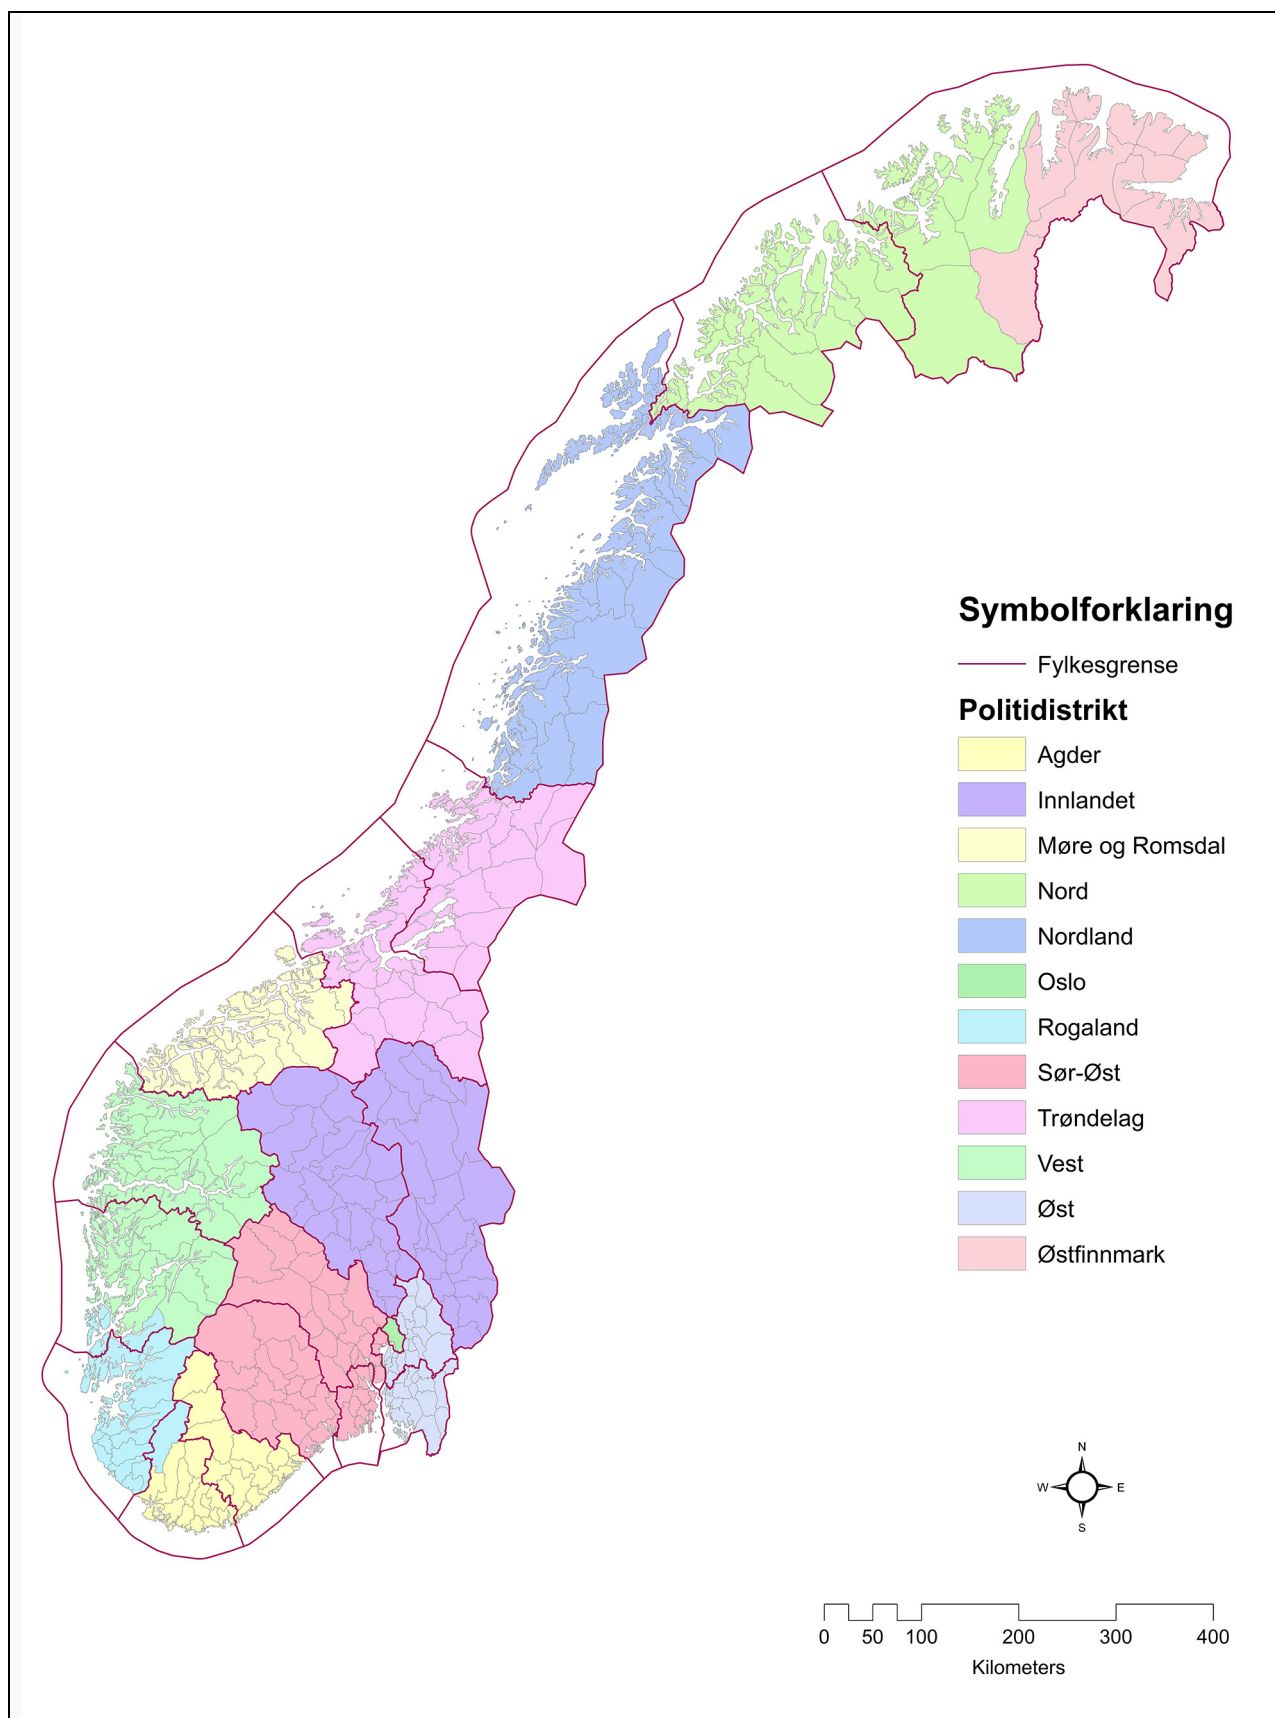 Symbolforklaring
Fylkesgrense
Politidistrikt
Agder
Innlandet
Møre og Romsdal
Nord
Nordland
Oslo
Rogaland
Sør-Øst
Trøndelag
Vest
Øst
Østfinnmark
N
W E
S
0 50 100 200 300 400
Kilometers